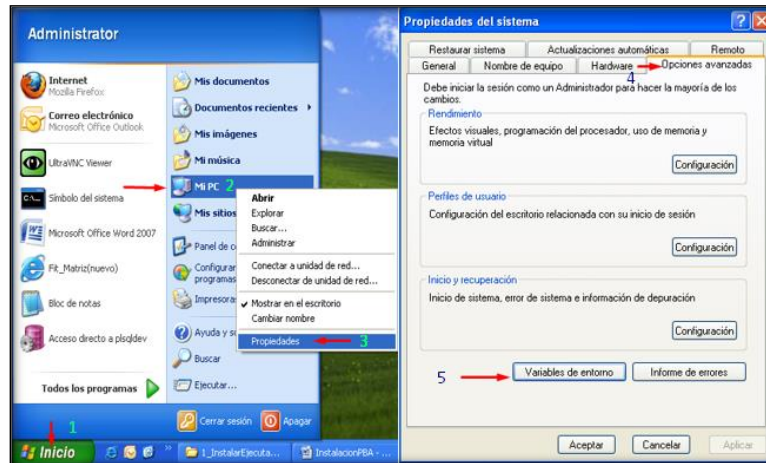 Administrator
Internet
Mozilla Firefox
Correo electrónico
Microsoft Office Outlook
UltraVNC Viewer
Símbolo del sistema
Microsoft Office Word 2007
Fit_Matriz(nuevo)
Bloc de notas
Acceso directo a plsqldev
Todos los programas
Mis documentos
Documentos recientes
Mis imágenes
Mi música
Mi PC 2
Mis sitios
Panel de c
Configurar
programas
Impresora
Ayuda y s
Buscar
Ejecutar...
Abrir
Explorar
Buscar...
Administrar
Conectar a unidad de red...
Desconectar de unidad de red...
Mostrar en el escritorio
Cambiar nombre
Propiedades 3
Cerrar sesión Apagar
1
Inicio 1_InstalarEjecuta... InstalacionPBA - ...
Propiedades del sistema
Restaurar sistema Actualizaciones automáticas Remoto
General Nombre de equipo Hardware Opciones avanzadas
4
Debe iniciar la sesión como un Administrador para hacer la mayoría de los
cambios.
Rendimiento
Efectos visuales, programación del procesador, uso de memoria y
memoria virtual
Configuración
Perfiles de usuario
Configuración del escritorio relacionada con su inicio de sesión
Configuración
Inicio y recuperación
Inicio de sistema, error de sistema e información de depuración
Configuración
5 Variables de entorno Informe de errores
Aceptar Cancelar Aplicar